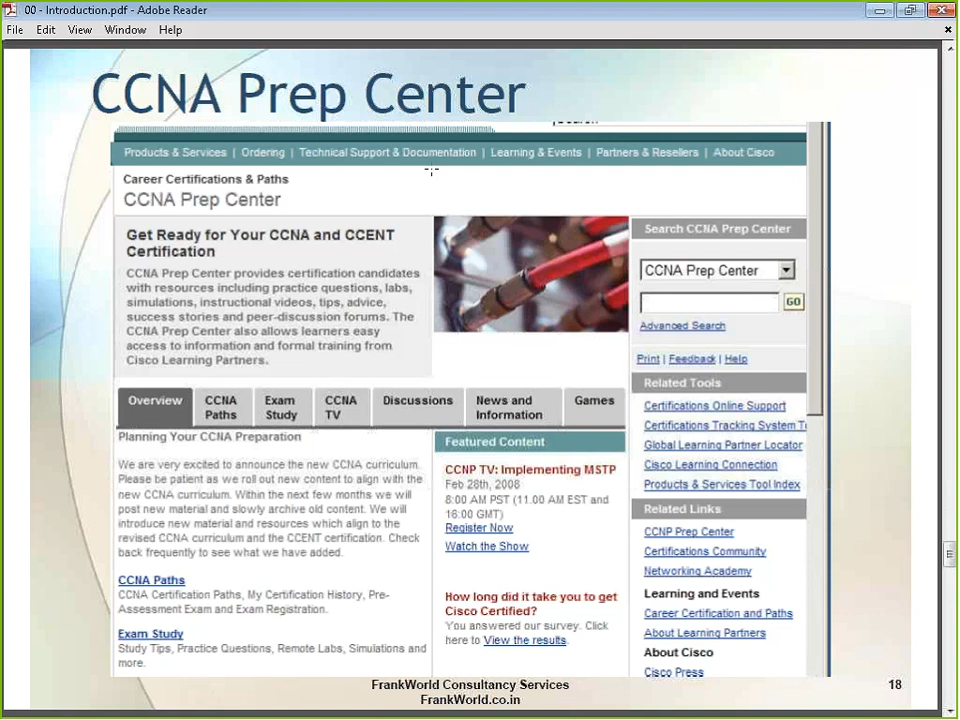 00 - Introduction.pdf - Adobe Reader
File Edit View Window Help
CCNA Prep Center
Products & Services | Ordering | Technical Support & Documentation | Learning & Events | Partners & Resellers | About Cisco
Career Certifications & Paths
CCNA Prep Center
Get Ready for Your CCNA and CCENT
Certification
CCNA Prep Center provides certification candidates
with resources including practice questions, labs,
simulations, instructional videos, tips, advice,
success stories and peer-discussion forums. The
CCNA Prep Center also allows learners easy
access to information and formal training from
Cisco Learning Partners.
Search CCNA Prep Center
CCNA Prep Center
GO
Advanced Search
Print | Feedback | Help
Overview
CCNA
Paths
Exam
Study
CCNA
TV
Discussions
News and
Information
Games
Planning Your CCNA Preparation
We are very excited to announce the new CCNA curriculum.
Please be patient as we roll out new content to align with the
new CCNA curriculum. Within the next few months we will
post new material and slowly archive old content. We will
introduce new material and resources which align to the
revised CCNA curriculum and the CCENT certification. Check
back frequently to see what we have added.
CCNA Paths
CCNA Certification Paths, My Certification History, Pre-
Assessment Exam and Exam Registration.
Exam Study
Study Tips, Practice Questions, Remote Labs, Simulations and
more.
Featured Content
CCNP TV: Implementing MSTP
Feb 28th, 2008
8:00 AM PST (11.00 AM EST and
16:00 GMT)
Register Now
Watch the Show
How long did it take you to get
Cisco Certified?
You answered our survey. Click
here to View the results.
Related Tools
Certifications Online Support
Certifications Tracking System T
Global Learning Partner Locator
Cisco Learning Connection
Products & Services Tool Index
Related Links
CCNP Prep Center
Certifications Community
Networking Academy
Learning and Events
Career Certification and Paths
About Learning Partners
About Cisco
Cisco Press
FrankWorld Consultancy Services
FrankWorld.co.in
18